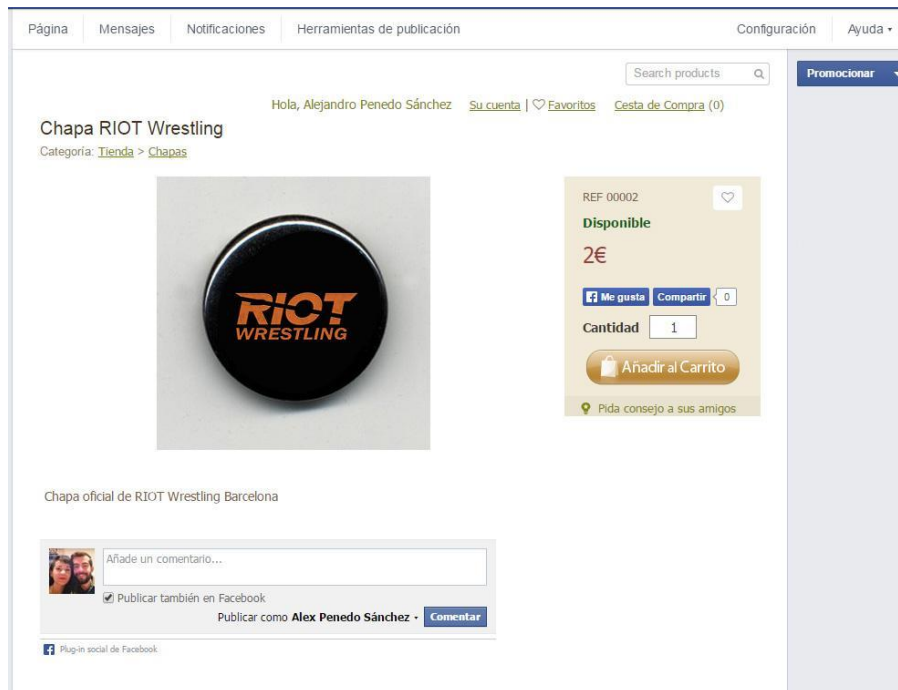 Página Mensajes Notificaciones Herramientas de publicación Configuración Ayuda
Search products
Promocionar
Hola, Alejandro Penedo Sánchez Su cuenta | Favoritos Cesta de Compra (0)
Chapa RIOT Wrestling
Categoría: Tienda > Chapas
REF 00002
Disponible
2€
Me gusta Compartir 0
Cantidad 1
Añadir al Carrito
Pida consejo a sus amigos
RIOT
WRESTLING
Chapa oficial de RIOT Wrestling Barcelona
Añade un comentario...
Publicar también en Facebook
Publicar como Alex Penedo Sánchez Comentar
Plug-in social de Facebook